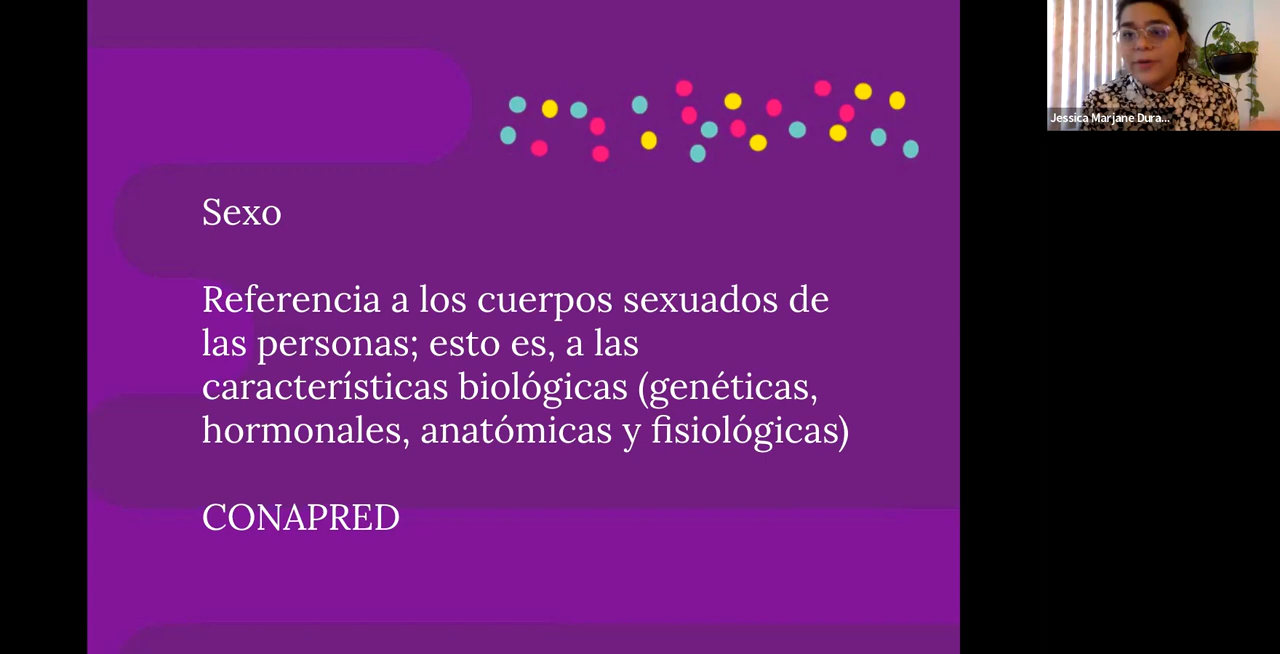 Sexo
Referencia a los cuerpos sexuados de
las personas; esto es, a las
características biológicas (genéticas,
hormonales, anatómicas y fisiológicas)
CONAPRED
Jessica Marjane Dura...